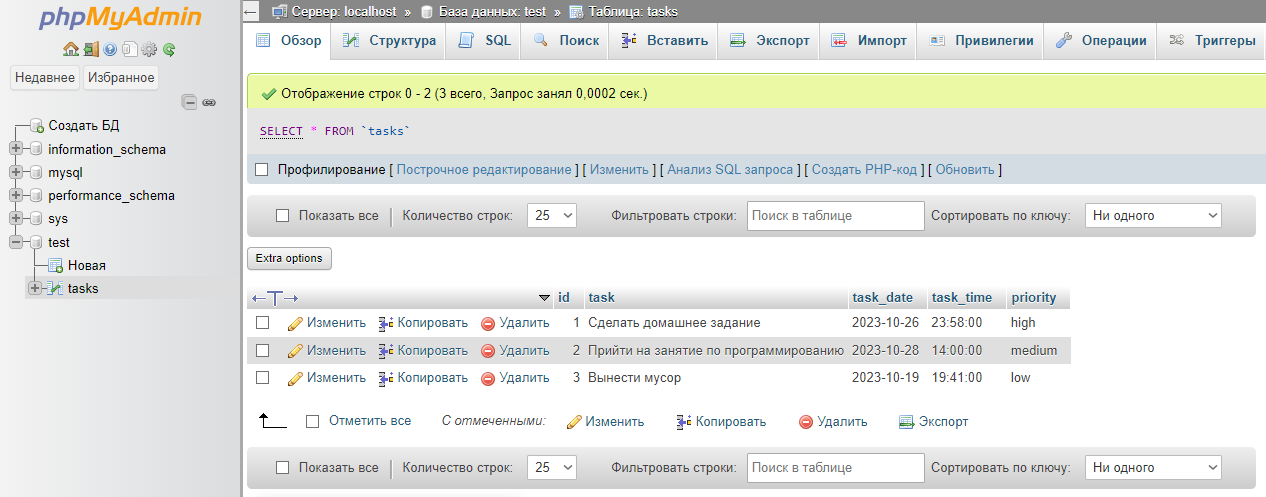 phpMyAdmin
Недавнее Избранное
Создать БД
information_schema
mysql
performance_schema
sys
test
Новая
tasks
Сервер: localhost » База данных: test » Таблица: tasks
Обзор Структура SQL Поиск Вставить Экспорт Импорт Привилегии Операции Триггеры
Отображение строк 0 - 2 (3 всего, Запрос занял 0,0002 сек.)
SELECT * FROM `tasks`
Профилирование [ Построчное редактирование ] [ Изменить ] [ Анализ SQL запроса ] [ Создать PHP-код ] [ Обновить ]
Показать все | Количество строк: 25 Фильтровать строки: Поиск в таблице Сортировать по ключу: Ни одного
Extra options
←T→ id task task_date task_time priority
Изменить Копировать Удалить 1 Сделать домашнее задание 2023-10-26 23:58:00 high
Изменить Копировать Удалить 2 Прийти на занятие по программированию 2023-10-28 14:00:00 medium
Изменить Копировать Удалить 3 Вынести мусор 2023-10-19 19:41:00 low
Отметить все С отмеченными: Изменить Копировать Удалить Экспорт
Показать все | Количество строк: 25 Фильтровать строки: Поиск в таблице Сортировать по ключу: Ни одного